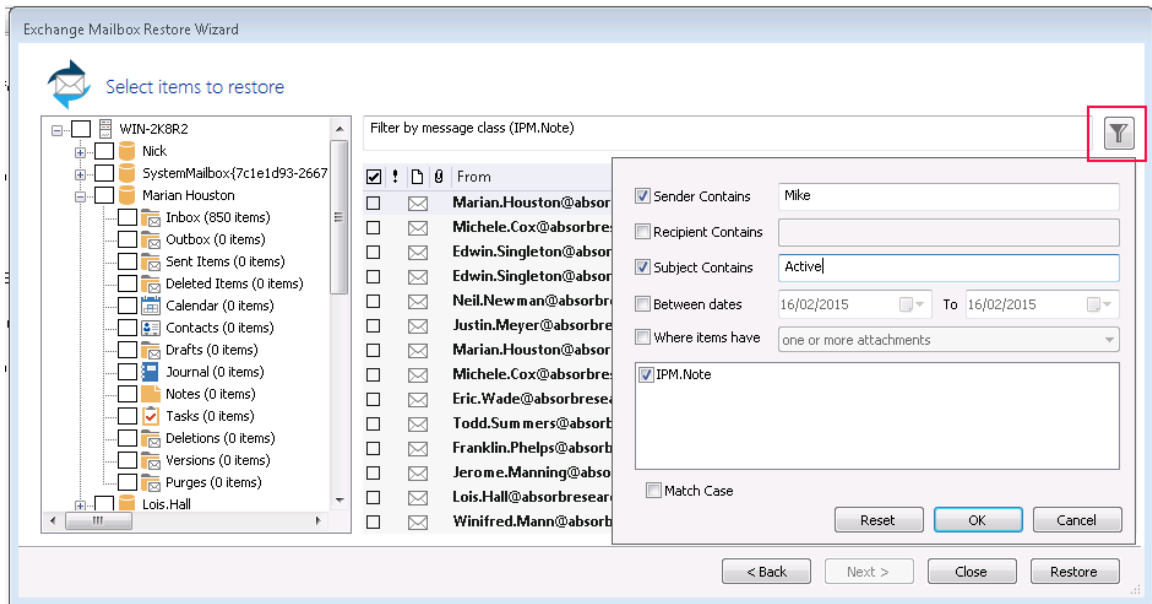 Exchange Mailbox Restore Wizard
Select items to restore
WIN-2K8R2
Nick
SystemMailbox{7c1e1d93-2667
Marian Houston
Inbox (850 items)
Outbox (0 items)
Sent Items (0 items)
Deleted Items (0 items)
Calendar (0 items)
Contacts (0 items)
Drafts (0 items)
Journal (0 items)
Notes (0 items)
Tasks (0 items)
Deletions (0 items)
Versions (0 items)
Purges (0 items)
Lois.Hall
Filter by message class (IPM.Note)
From
Marian.Houston@absor
Michele.Cox@absorbre
Edwin.Singleton@absor
Edwin.Singleton@absor
Neil.Newman@absorbr
Justin.Meyer@absorbre
Marian.Houston@absor
Michele.Cox@absorbre
Eric.Wade@absorbresea
Todd.Summers@absorb
Franklin.Phelps@absorb
Jerome.Manning@abso
Lois.Hall@absorbresear
Winifred.Mann@absorb
Sender Contains Mike
Recipient Contains
Subject Contains Active
Between dates 16/02/2015 To 16/02/2015
Where items have one or more attachments
IPM.Note
Match Case
Reset OK Cancel
< Back Next > Close Restore